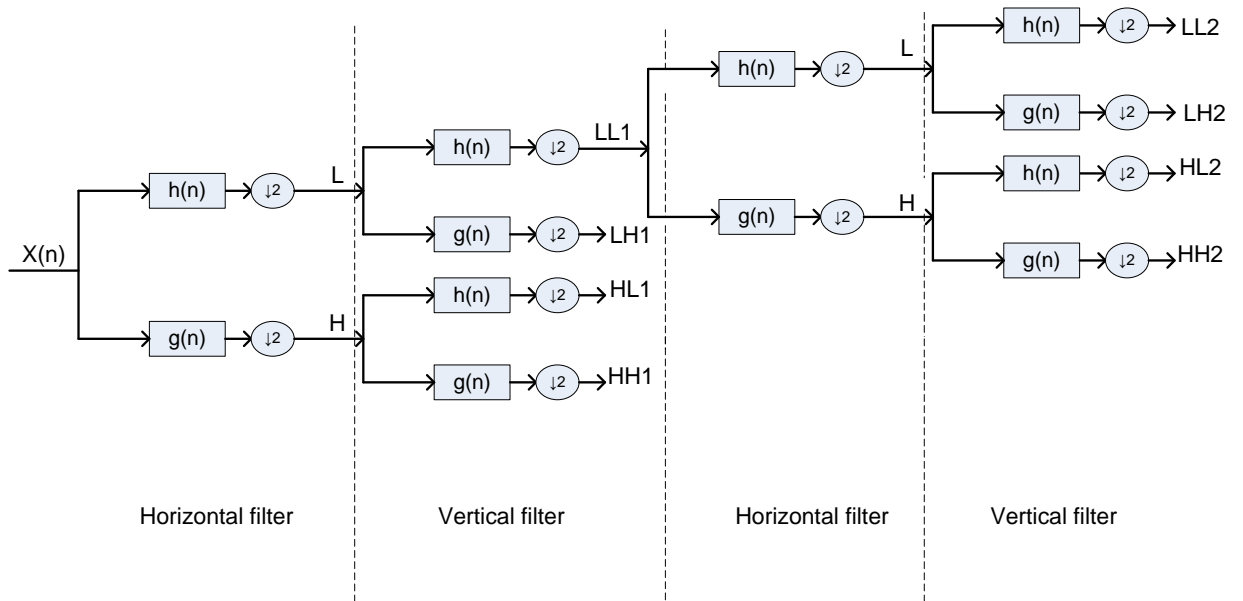 h(n) ↓2 LL2
L
h(n) ↓2
g(n) ↓2 LH2
LL1
h(n) ↓2
h(n) ↓2 HL2
L
h(n) ↓2
H
g(n) ↓2
g(n) ↓2 LH1
X(n)
g(n) ↓2 HH2
HL1
h(n) ↓2
H
g(n) ↓2
g(n) ↓2 HH1
Horizontal filter
Vertical filter
Horizontal filter
Vertical filter